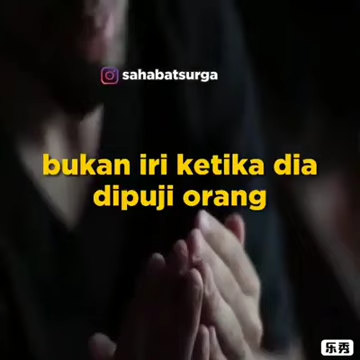 sahabatsurga
bukan iri ketika dia
dipuji orang
乐秀